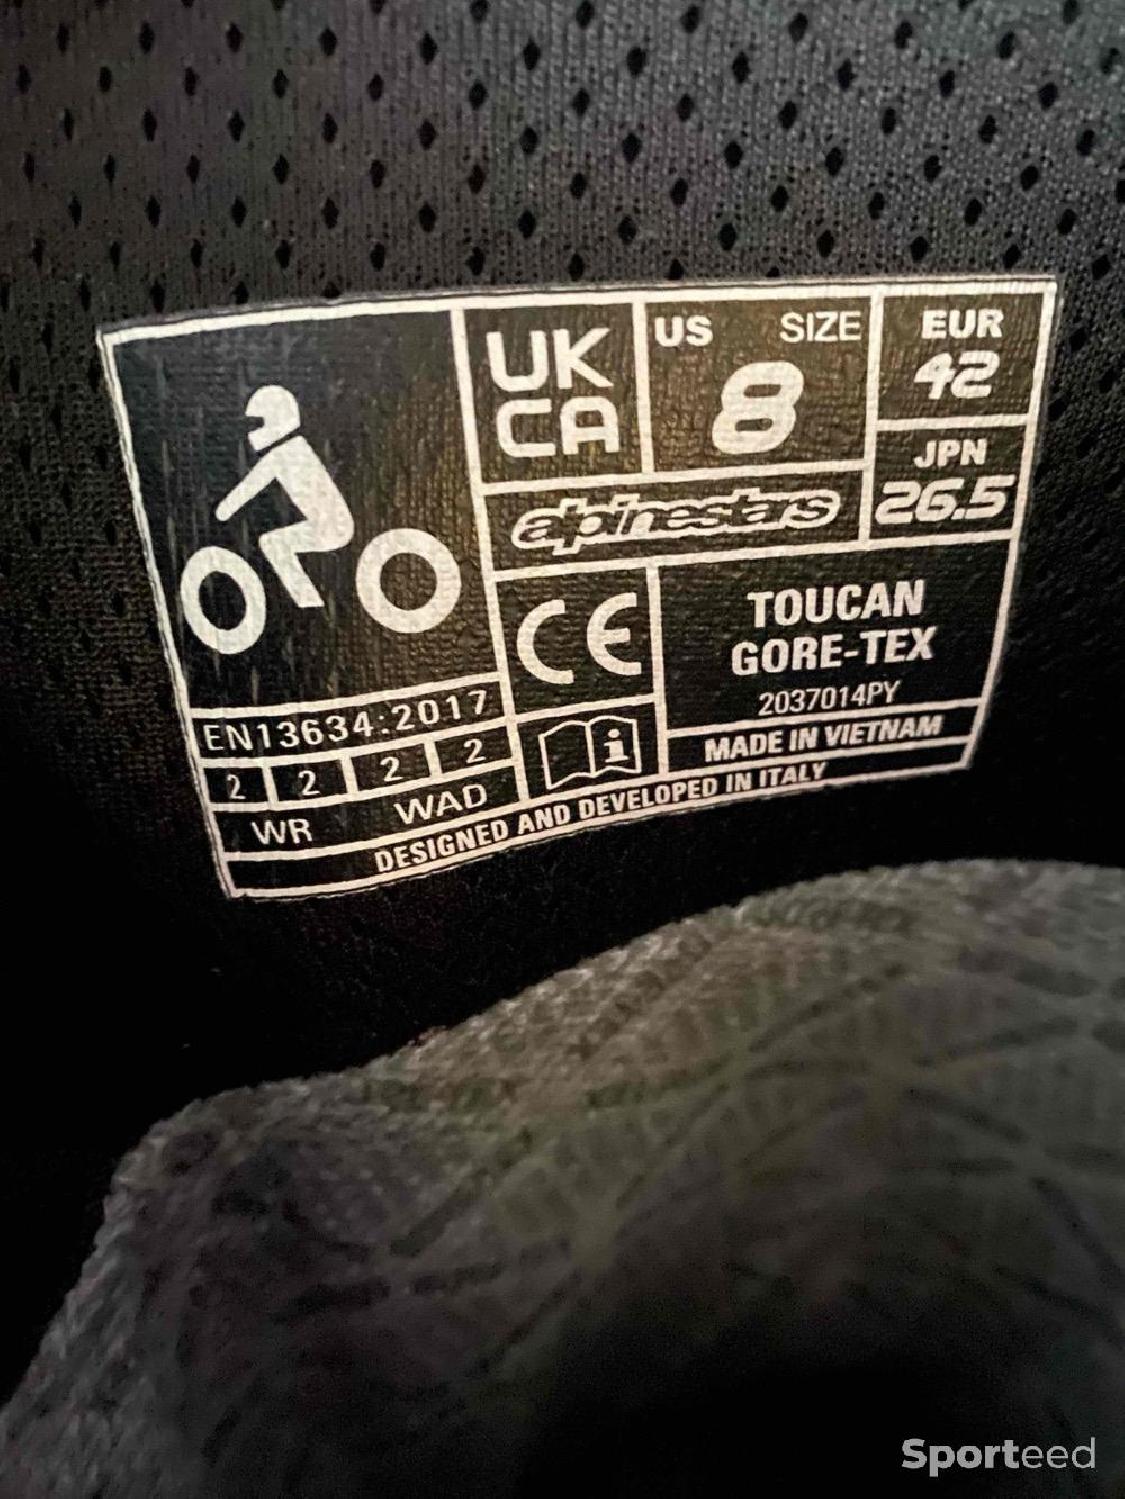 UK
CA
US SIZE
8
EUR
42
JPN
26.5
alpinestars
CE
TOUCAN
GORE-TEX
2037014PY
EN13634:2017
2 2 2 2
WR WAD
i
MADE IN VIETNAM
DESIGNED AND DEVELOPED IN ITALY
Sporteed